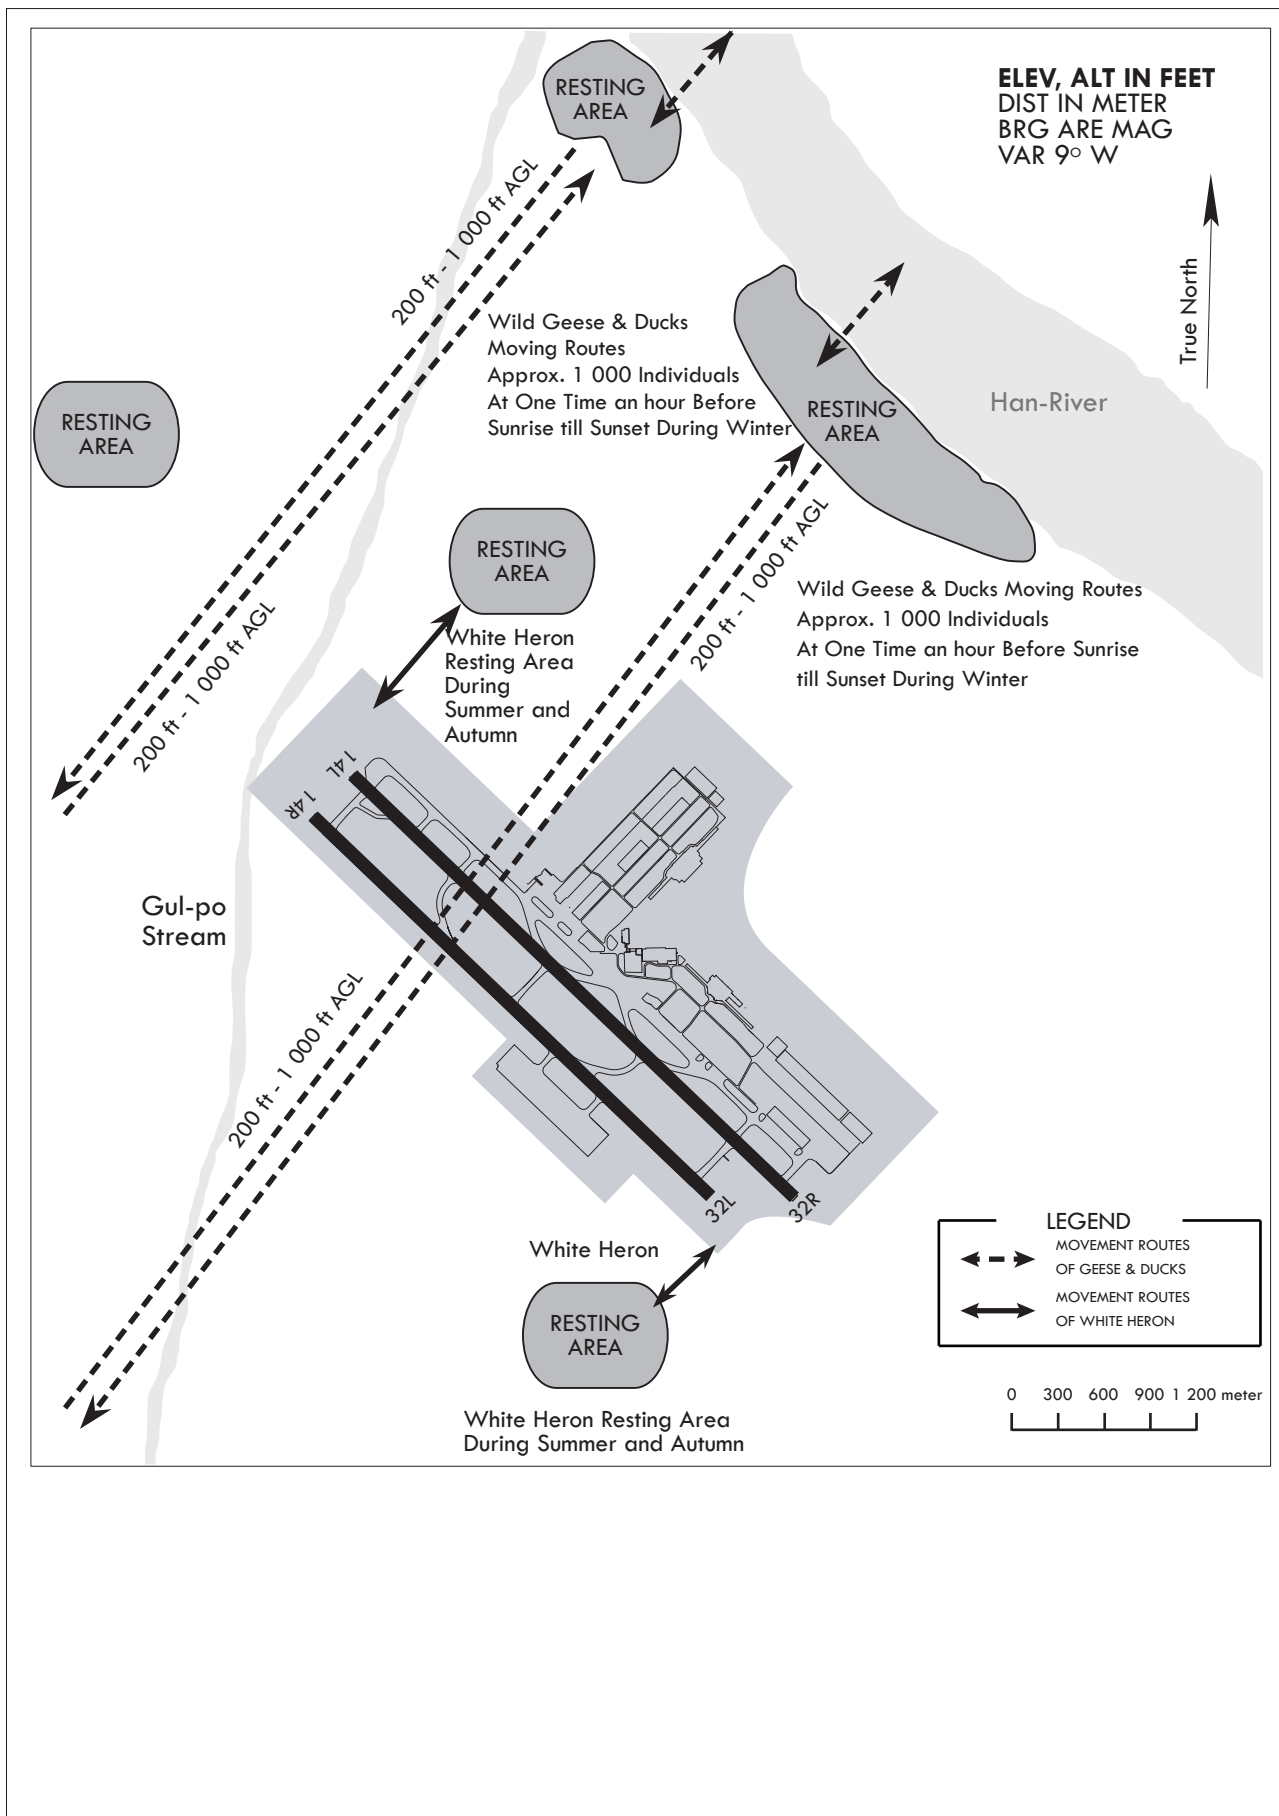 RESTING
AREA
ELEV, ALT IN FEET
DIST IN METER
BRG ARE MAG
VAR 9° W
200 ft - 1 000 ft AGL
True North
Wild Geese & Ducks
Moving Routes
Approx. 1 000 Individuals
At One Time an hour Before
Sunrise till Sunset During Winter
RESTING
AREA
Han-River
RESTING
AREA
RESTING
AREA
200 ft - 1 000 ft AGL
Wild Geese & Ducks Moving Routes
Approx. 1 000 Individuals
At One Time an hour Before Sunrise
till Sunset During Winter
White Heron
Resting Area
During
Summer and
Autumn
200 ft - 1 000 ft AGL
14L
14R
Gul-po
Stream
200 ft - 1 000 ft AGL
32L
32R
White Heron
RESTING
AREA
White Heron Resting Area
During Summer and Autumn
LEGEND
MOVEMENT ROUTES
OF GEESE & DUCKS
MOVEMENT ROUTES
OF WHITE HERON
0 300 600 900 1 200 meter